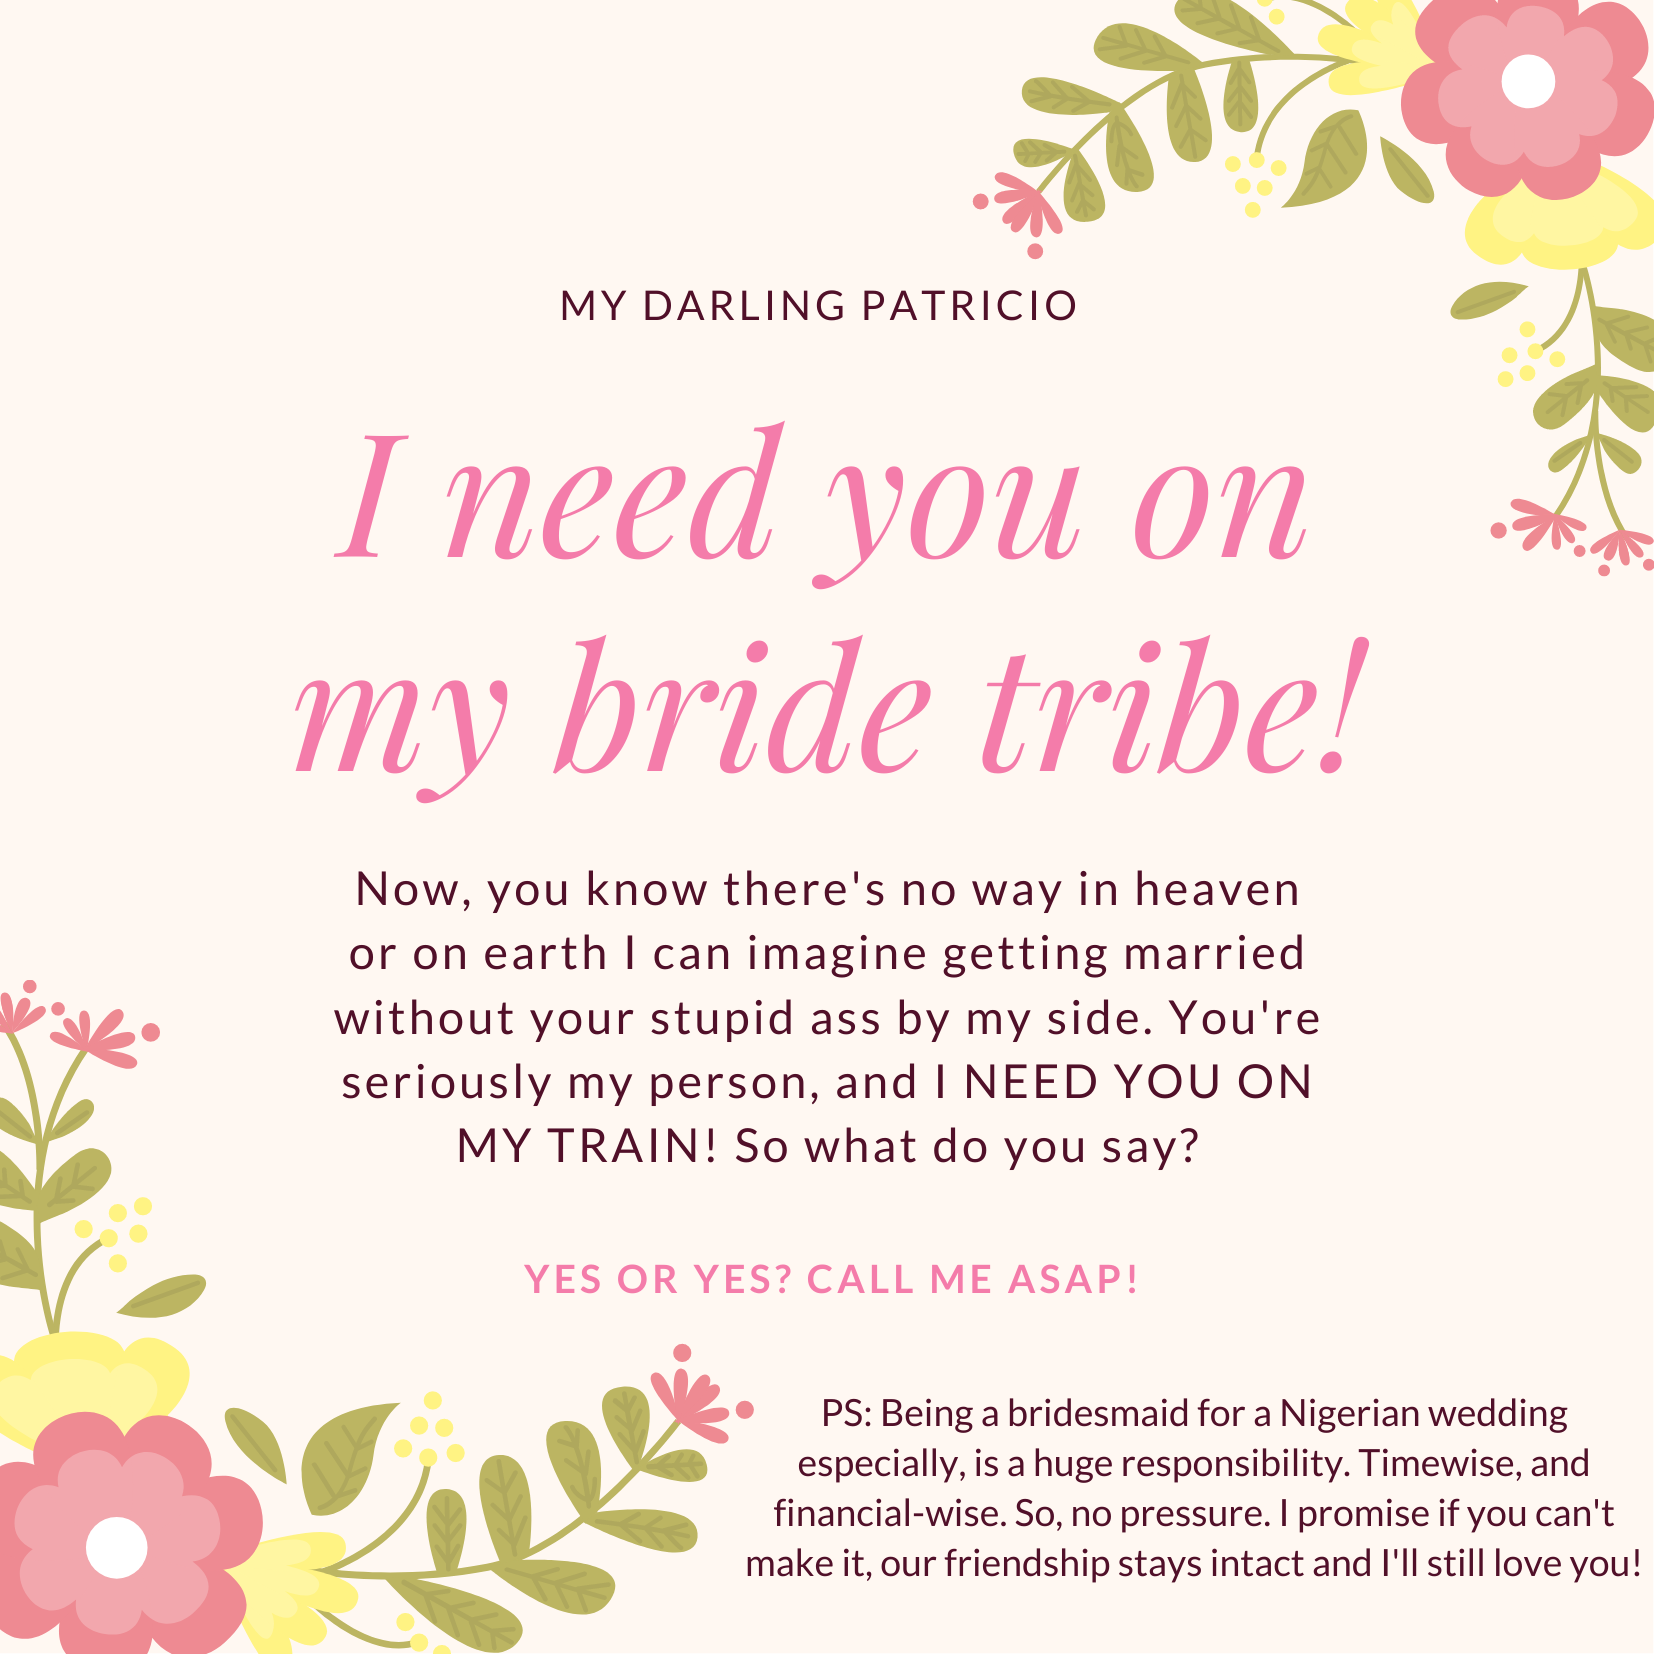 MY DARLING PATRICIO
I need you on
my bride tribe!
Now, you know there's no way in heaven
or on earth I can imagine getting married
without your stupid ass by my side. You're
seriously my person, and I NEED YOU ON
MY TRAIN! So what do you say?
YES OR YES? CALL ME ASAP!
PS: Being a bridesmaid for a Nigerian wedding
especially, is a huge responsibility. Timewise, and
financial-wise. So, no pressure. I promise if you can't
make it, our friendship stays intact and I'll still love you!